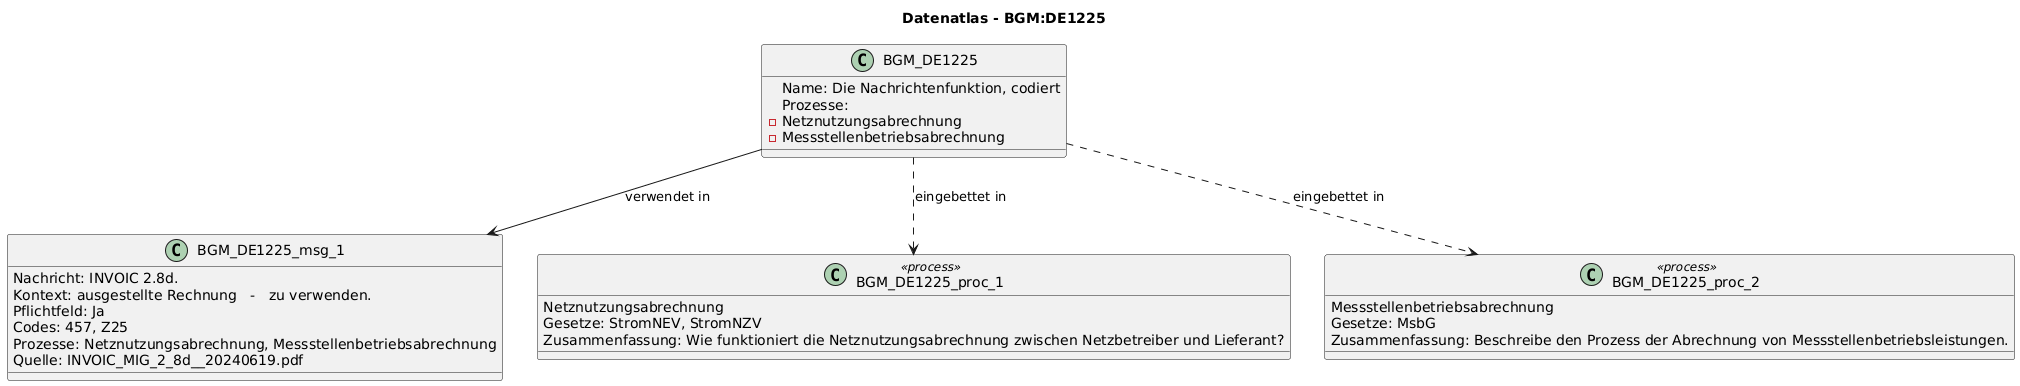 Datenatlas - BGM:DE1225
C BGM_DE1225
Name: Die Nachrichtenfunktion, codiert
Prozesse:
Netznutzungsabrechnung
Messstellenbetriebsabrechnung
verwendet in
eingebettet in
eingebettet in
C BGM_DE1225_msg_1
Nachricht: INVOIC 2.8d.
Kontext: ausgestellte Rechnung - zu verwenden.
Pflichtfeld: Ja
Codes: 457, Z25
Prozesse: Netznutzungsabrechnung, Messstellenbetriebsabrechnung
Quelle: INVOIC_MIG_2_8d__20240619.pdf
«process»
C BGM_DE1225_proc_1
Netznutzungsabrechnung
Gesetze: StromNEV, StromNZV
Zusammenfassung: Wie funktioniert die Netznutzungsabrechnung zwischen Netzbetreiber und Lieferant?
«process»
C BGM_DE1225_proc_2
Messstellenbetriebsabrechnung
Gesetze: MsbG
Zusammenfassung: Beschreibe den Prozess der Abrechnung von Messstellenbetriebsleistungen.